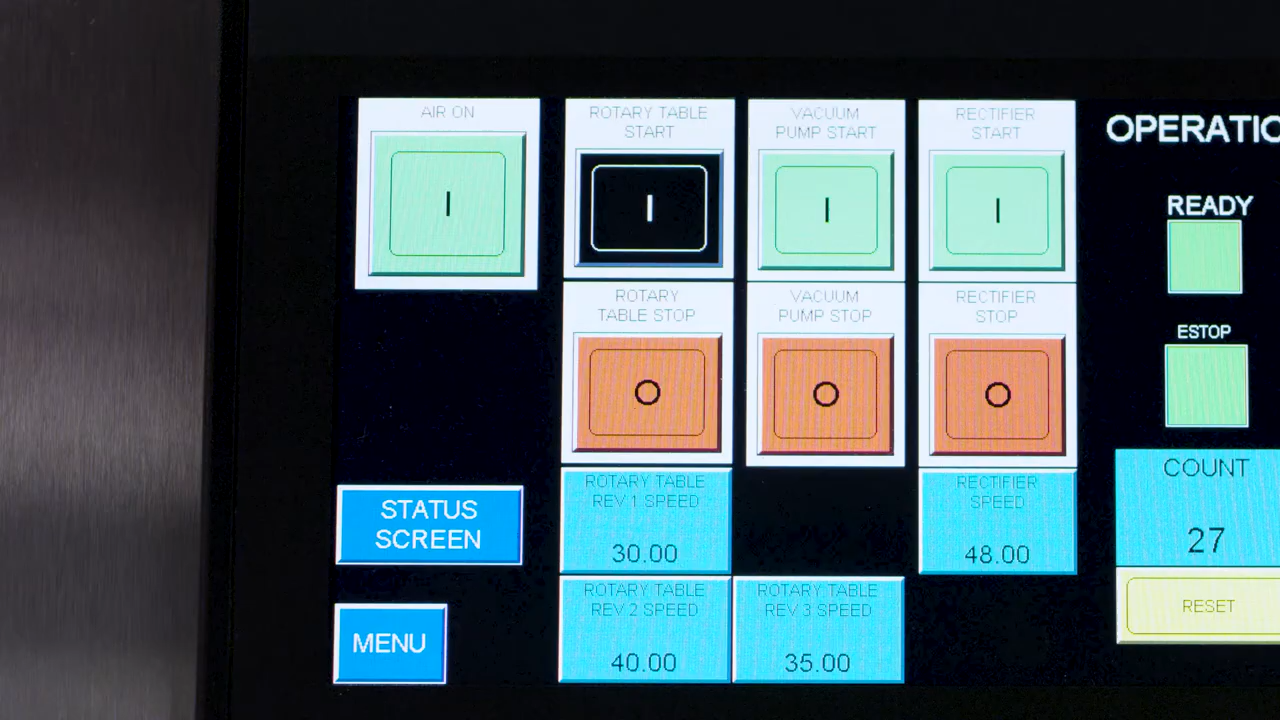 AIR ON
I
ROTARY TABLE
START
I
VACUUM
PUMP START
I
RECTIFIER
START
I
ROTARY
TABLE STOP
O
VACUUM
PUMP STOP
O
RECTIFIER
STOP
O
STATUS
SCREEN
MENU
ROTARY TABLE
REV 1 SPEED
30.00
RECTIFIER
SPEED
48.00
ROTARY TABLE
REV 2 SPEED
40.00
ROTARY TABLE
REV 3 SPEED
35.00
OPERATIO
READY
ESTOP
COUNT
27
RESET